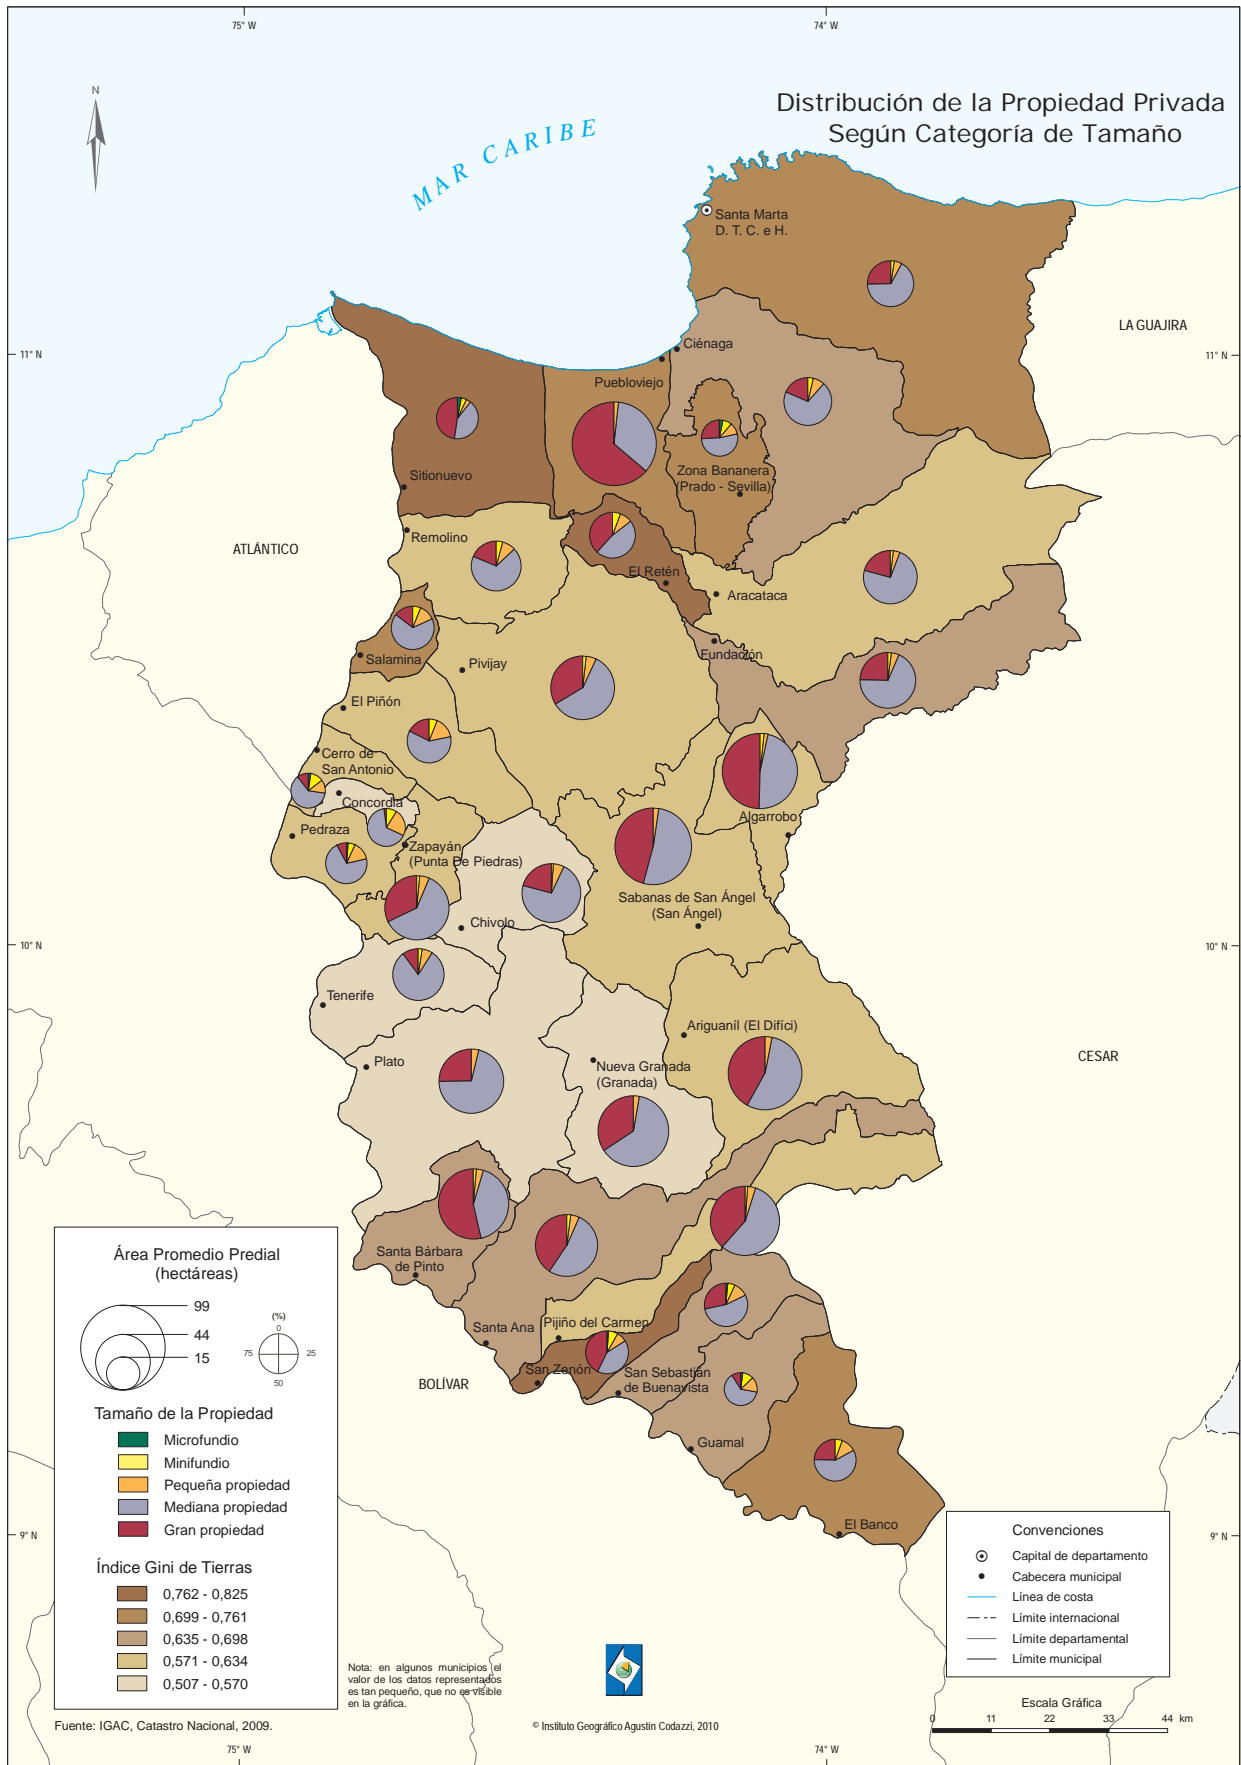 75° W
74° W
N
Distribución de la Propiedad Privada
Según Categoría de Tamaño
MAR CARIBE
Santa Marta
D. T. C. e H.
LA GUAJIRA
11° N
11° N
Ciénaga
Puebloviejo
Zona Bananera
(Prado - Sevilla)
Sitionuevo
Remolino
ATLÁNTICO
El Retén
Aracataca
Salamina
Pivijay
Fundación
El Piñón
Cerro de
San Antonio
Concordia
Algarrobo
Pedraza
Zapayán
(Punta De Piedras)
Sabanas de San Ángel
(San Ángel)
Chivolo
10° N
10° N
Tenerife
Ariguaníl (El Difíci)
Plato
Nueva Granada
(Granada)
CESAR
Santa Bárbara
de Pinto
Santa Ana
Pijiño del Carmen
San Zenón
San Sebastián
de Buenavista
BOLÍVAR
Guamal
El Banco
9° N
9° N
Área Promedio Predial
(hectáreas)
99
44
15
(%)
0
75
25
50
Tamaño de la Propiedad
Microfundio
Minifundio
Pequeña propiedad
Mediana propiedad
Gran propiedad
Índice Gini de Tierras
0,762 - 0,825
0,699 - 0,761
0,635 - 0,698
0,571 - 0,634
0,507 - 0,570
Convenciones
Capital de departamento
Cabecera municipal
Línea de costa
Límite internacional
Límite departamental
Límite municipal
Nota: en algunos municipios el
valor de los datos representados
es tan pequeño, que no es visible
en la gráfica.
Escala Gráfica
0 11 22 33 44 km
Fuente: IGAC, Catastro Nacional, 2009.
© Instituto Geográfico Agustín Codazzi, 2010
75° W
74° W